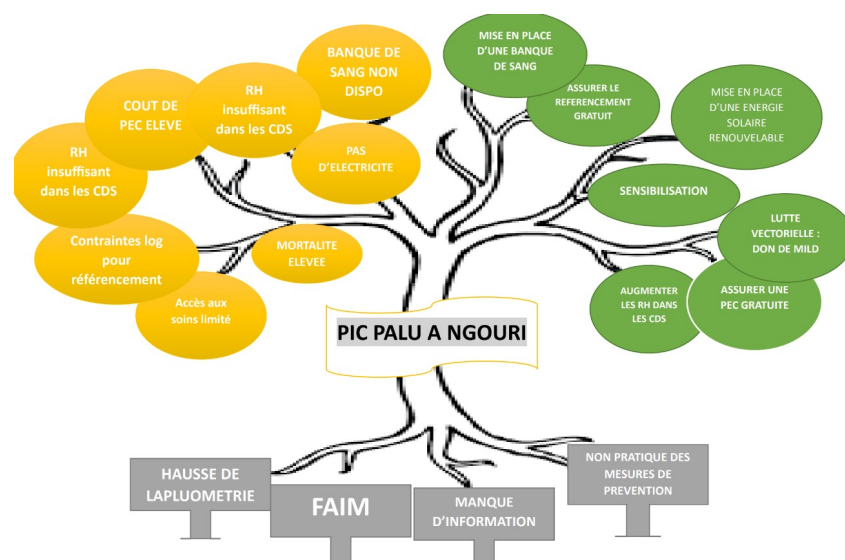 BANQUE DE
SANG NON
DISPO
RH
insuffisant
dans les CDS
COUT DE
PEC ELEVE
RH
insuffisant
dans les CDS
PAS
D'ELECTRICITE
Contraintes log
pour
référencement
MORTALITE
ELEVEE
Accès aux
soins limité
MISE EN PLACE
D'UNE BANQUE
DE SANG
ASSURER LE
REFERENCEMENT
GRATUIT
MISE EN PLACE
D'UNE ENERGIE
SOLAIRE
RENOUVELABLE
SENSIBILISATION
LUTTE
VECTORIELLE :
DON DE MILD
AUGMENTER
LES RH DANS
LES CDS
ASSURER UNE
PEC GRATUITE
PIC PALU A NGOURI
HAUSSE DE
LAPLUOMETRIE
FAIM
MANQUE
D'INFORMATION
NON PRATIQUE DES
MESURES DE
PREVENTION